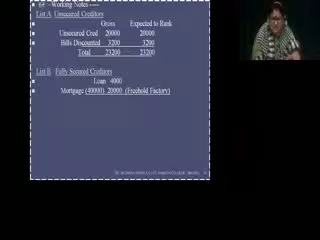 Working Notes ----
List A Unsecured Creditors
Gross Expected to Rank
Unsecured Cred 20000 20000
Bills Discounted 3200 3200
Total 23200 23200
List B Fully Secured Creditors
Loan 4000
Mortgage (40000) 20000 (Freehold Factory)